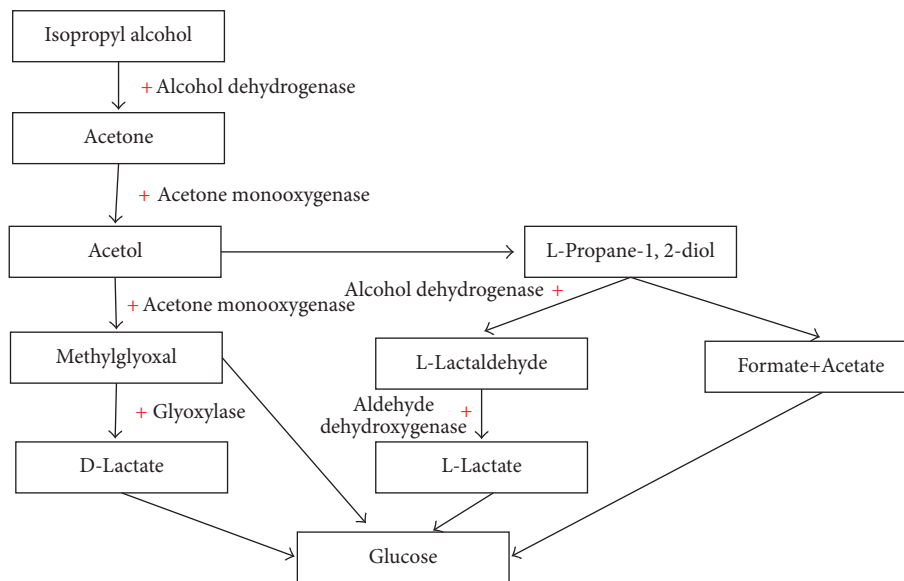 Isopropyl alcohol
+ Alcohol dehydrogenase
Acetone
+ Acetone monooxygenase
Acetol
L-Propane-1, 2-diol
+ Acetone monooxygenase
Alcohol dehydrogenase +
Methylglyoxal
L-Lactaldehyde
Formate+Acetate
+ Glyoxylase
Aldehyde +
dehydroxygenase
D-Lactate
L-Lactate
Glucose